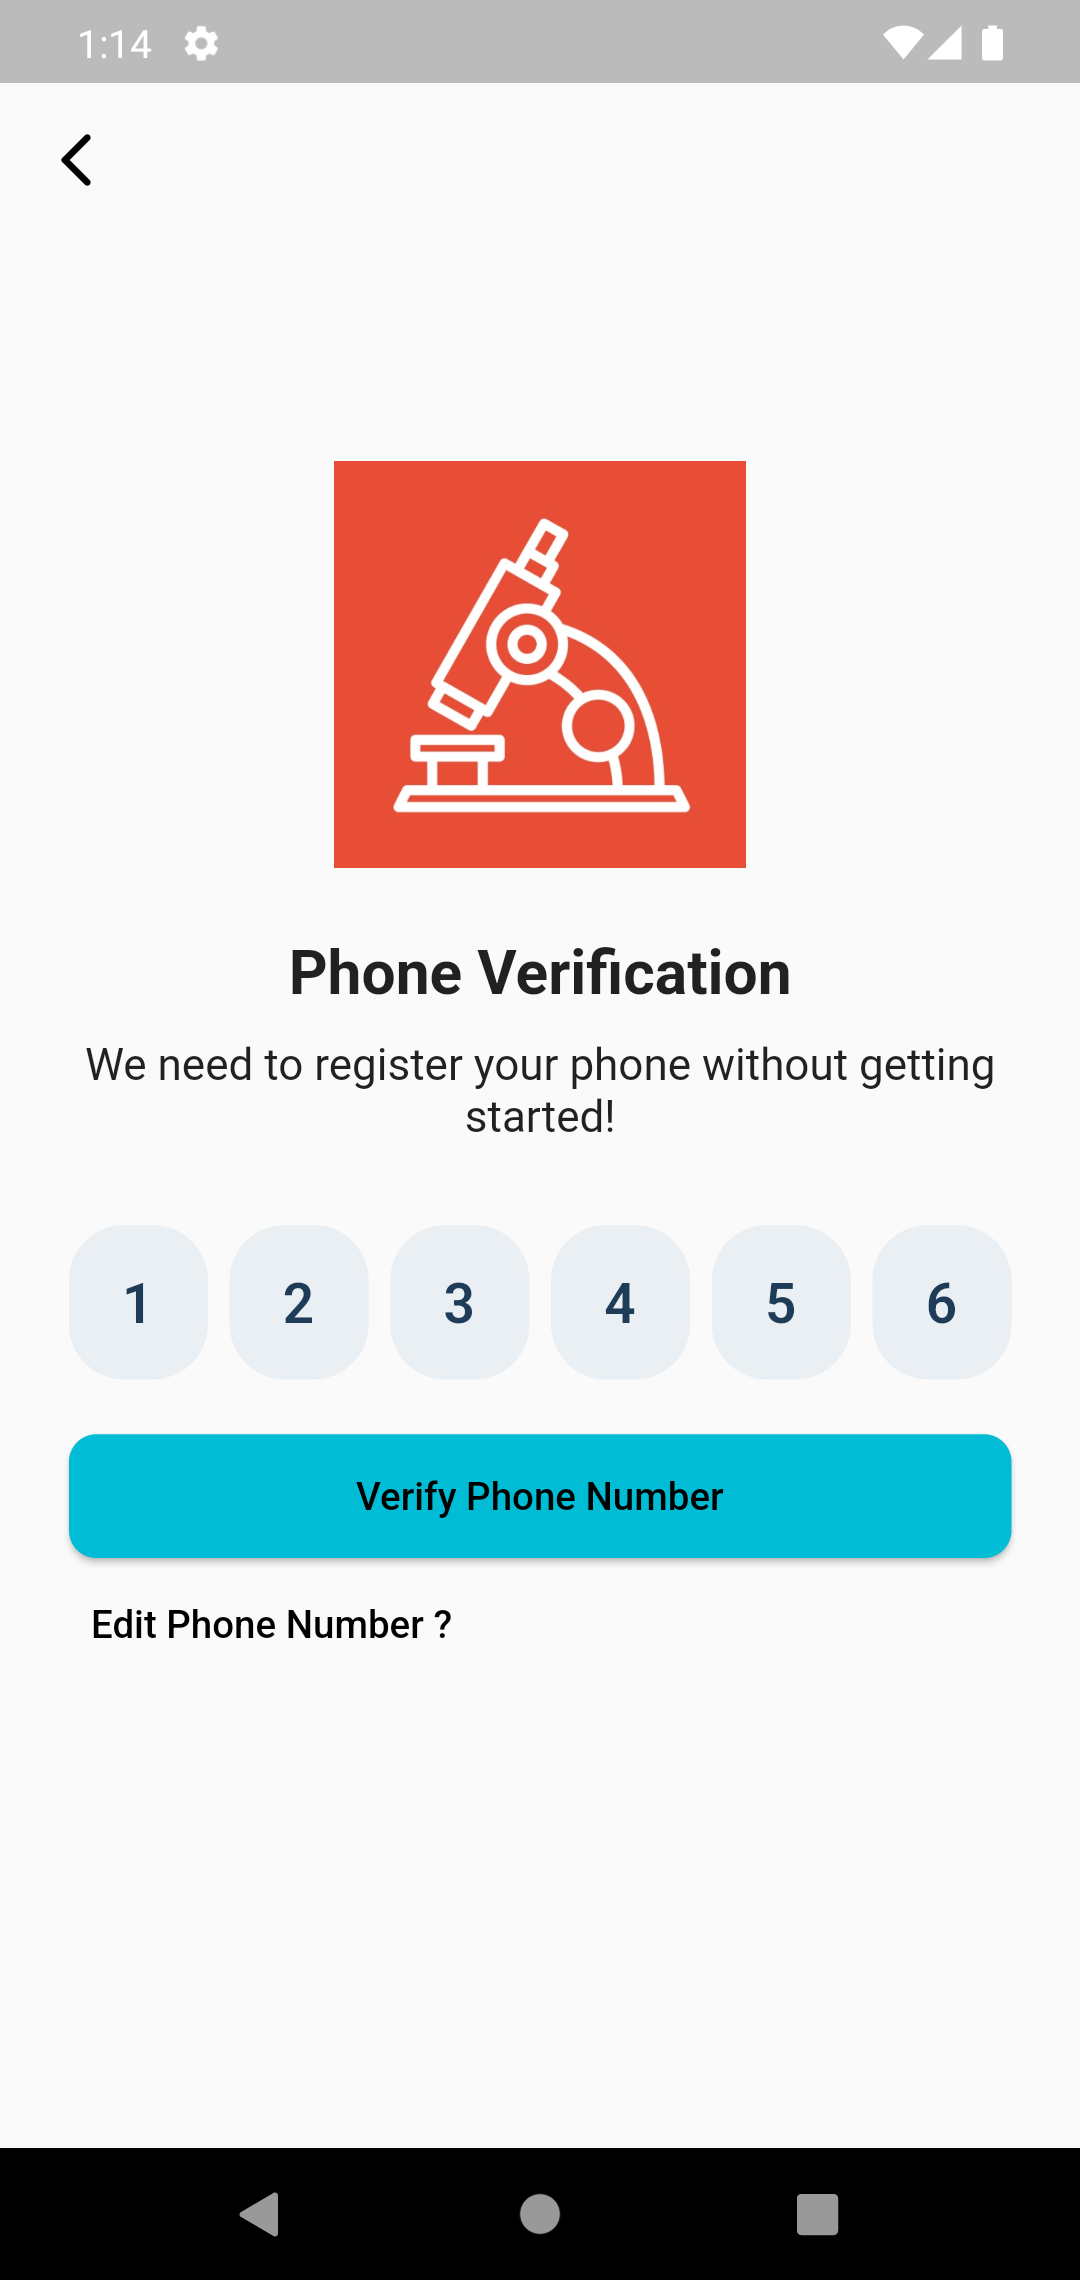 1:14
Phone Verification
We need to register your phone without getting
started!
1 2 3 4 5 6
Verify Phone Number
Edit Phone Number ?